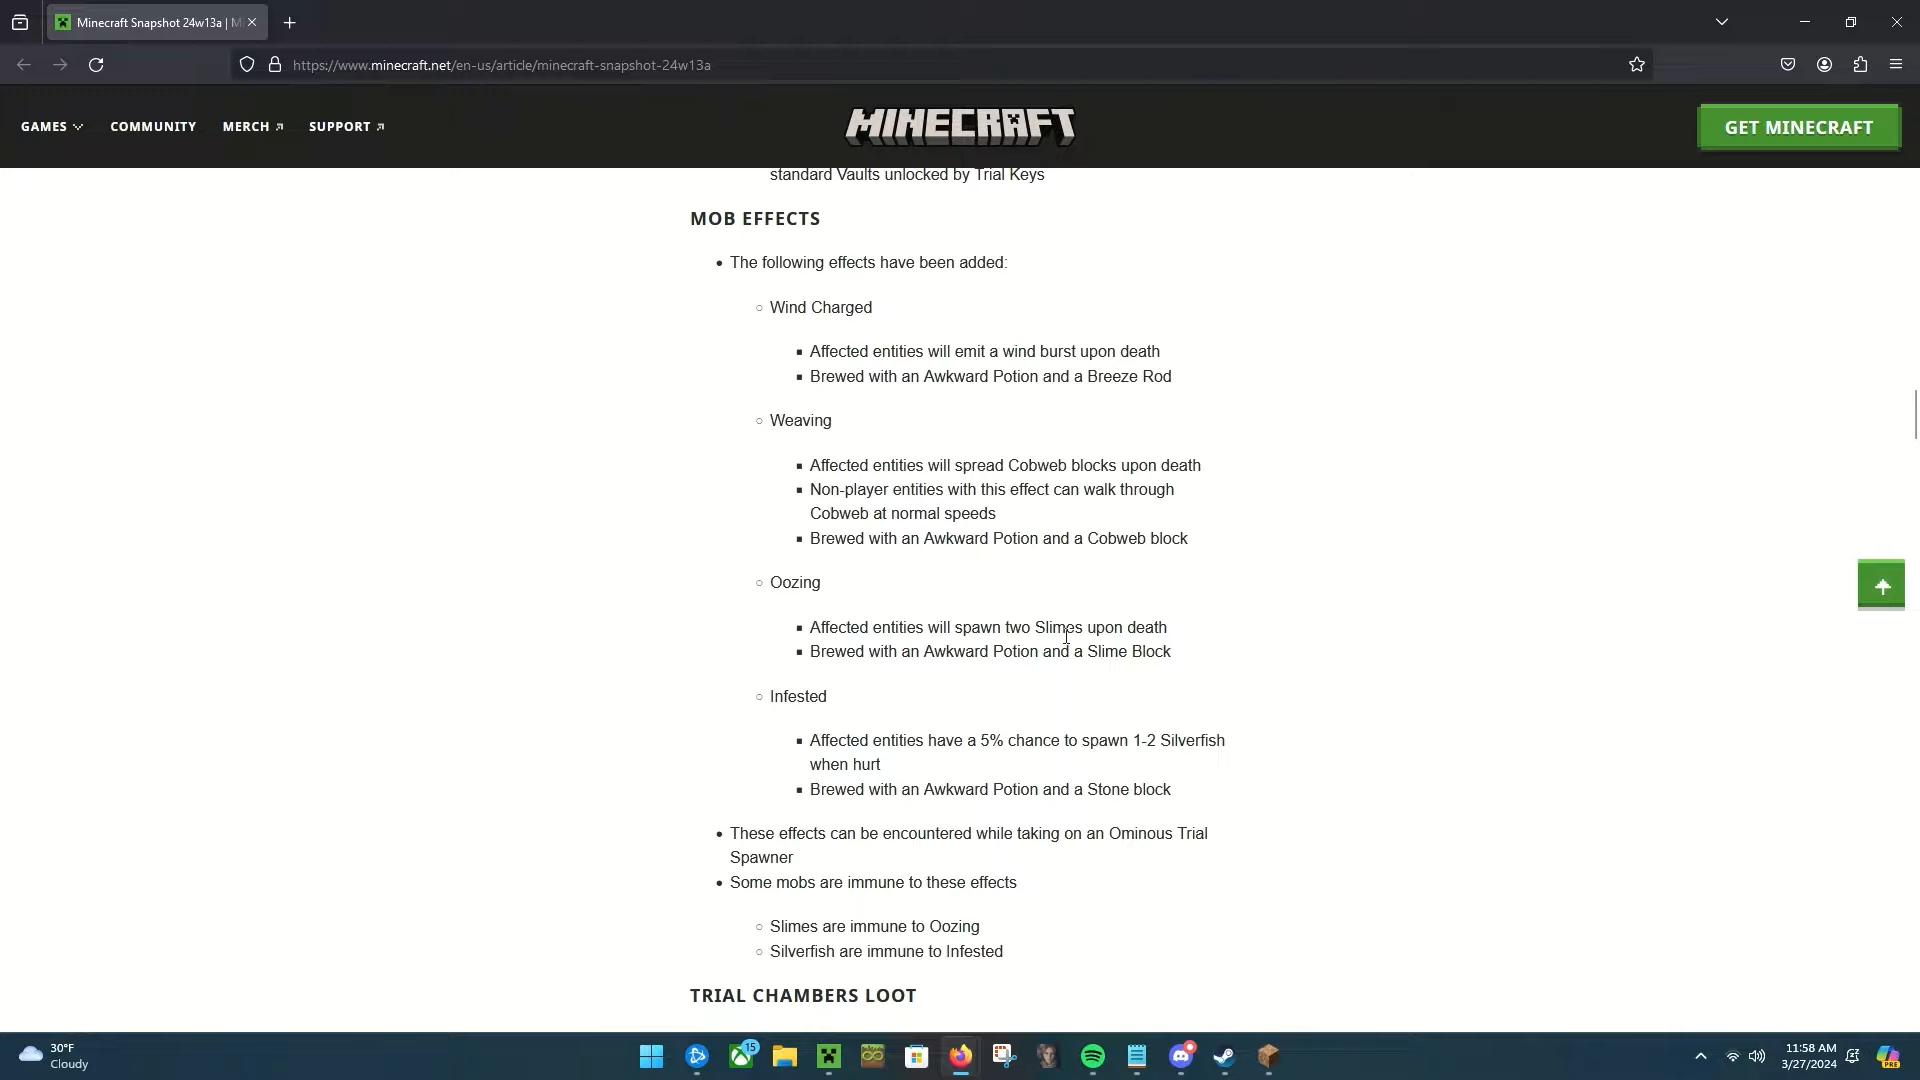 Minecraft Snapshot 24w13a | M
https://www.minecraft.net/en-us/article/minecraft-snapshot-24w13a
GAMES
COMMUNITY
MERCH
SUPPORT
MINECRAFT
GET MINECRAFT
standard Vaults unlocked by Trial Keys
MOB EFFECTS
The following effects have been added:
Wind Charged
Affected entities will emit a wind burst upon death
Brewed with an Awkward Potion and a Breeze Rod
Weaving
Affected entities will spread Cobweb blocks upon death
Non-player entities with this effect can walk through
Cobweb at normal speeds
Brewed with an Awkward Potion and a Cobweb block
Oozing
Affected entities will spawn two Slimes upon death
Brewed with an Awkward Potion and a Slime Block
Infested
Affected entities have a 5% chance to spawn 1-2 Silverfish
when hurt
Brewed with an Awkward Potion and a Stone block
These effects can be encountered while taking on an Ominous Trial
Spawner
Some mobs are immune to these effects
Slimes are immune to Oozing
Silverfish are immune to Infested
TRIAL CHAMBERS LOOT
30°F
Cloudy
15
11:58 AM
3/27/2024
PRE